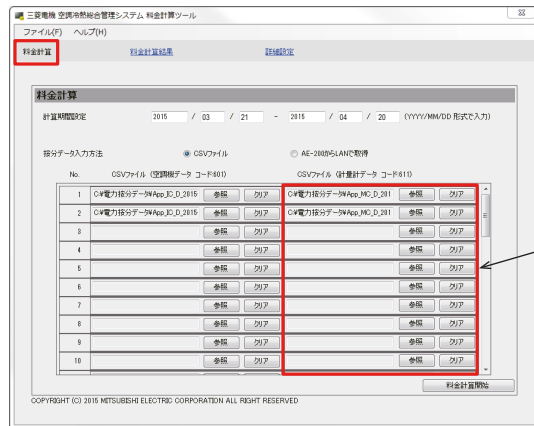 三菱電機 空調冷熱総合管理システム 料金計算ツール
ファイル(F) ヘルプ(H)
料金計算 料金計算結果 詳細設定
料金計算
計算期間設定 2015 / 03 / 21 - 2015 / 04 / 20 (YYYY/MM/DD 形式で入力)
按分データ入力方法 CSVファイル AE-200からLANで取得
No. CSVファイル (空調機データ コード:601) CSVファイル (計量計データ コード:611)
1 C:¥電力按分データ¥App_IC_D_2015 参照 クリア C:¥電力按分データ¥App_MC_D_201 参照 クリア
2 C:¥電力按分データ¥App_IC_D_2015 参照 クリア C:¥電力按分データ¥App_MC_D_201 参照 クリア
3 参照 クリア 参照 クリア
4 参照 クリア 参照 クリア
5 参照 クリア 参照 クリア
6 参照 クリア 参照 クリア
7 参照 クリア 参照 クリア
8 参照 クリア 参照 クリア
9 参照 クリア 参照 クリア
10 参照 クリア 参照 クリア
料金計算開始
COPYRIGHT (C) 2015 MITSUBISHI ELECTRIC CORPORATION ALL RIGHT RESERVED